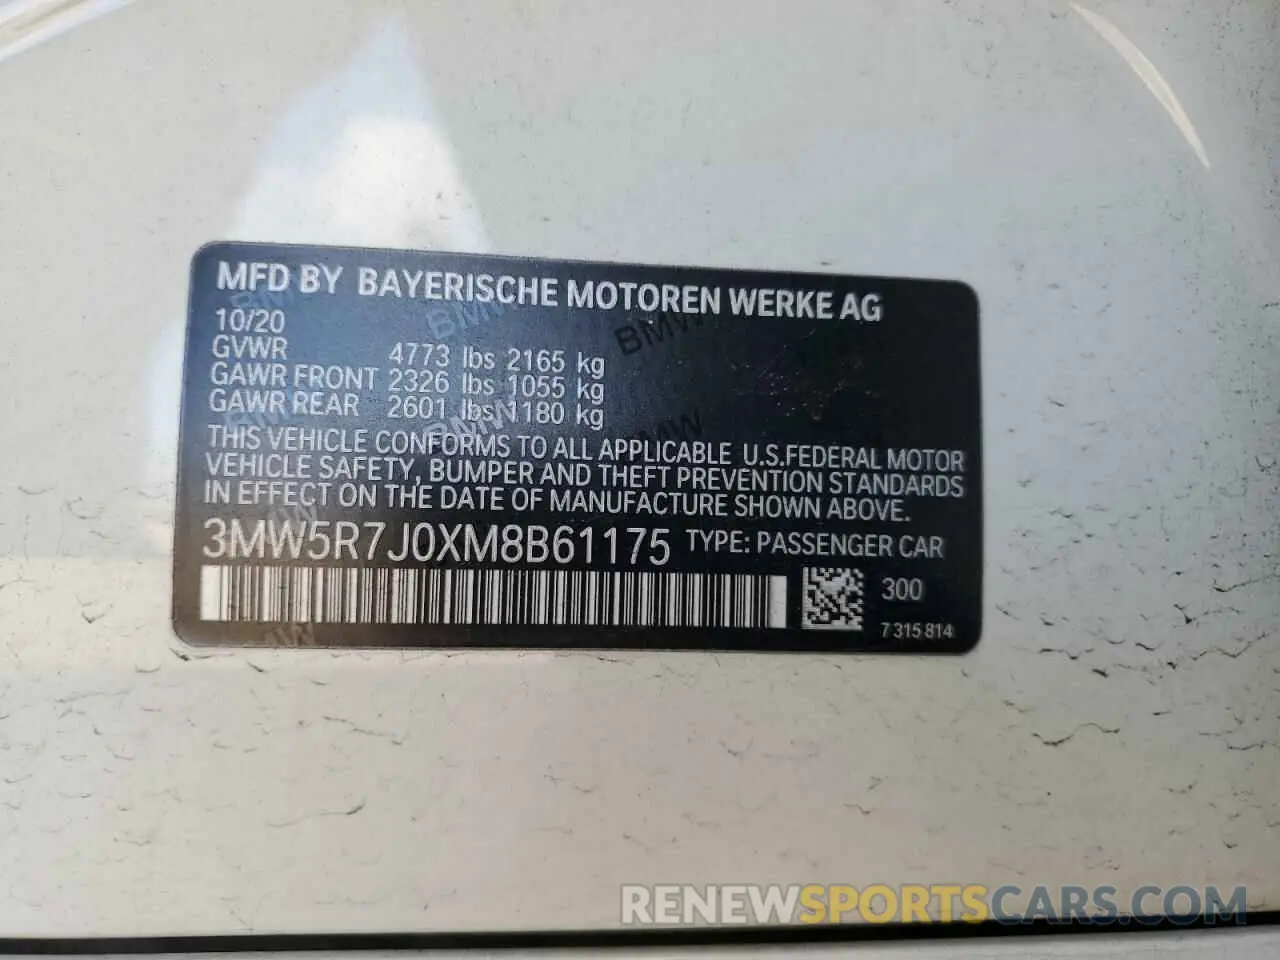 MFD BY BAYERISCHE MOTOREN WERKE AG
10/20
GVWR 4773 lbs 2165 kg
GAWR FRONT 2326 lbs 1055 kg
GAWR REAR 2601 lbs 1180 kg
THIS VEHICLE CONFORMS TO ALL APPLICABLE U.S.FEDERAL MOTOR
VEHICLE SAFETY, BUMPER AND THEFT PREVENTION STANDARDS
IN EFFECT ON THE DATE OF MANUFACTURE SHOWN ABOVE.
3MW5R7J0XM8B61175 TYPE: PASSENGER CAR
300
7 315 814
RENEWSPORTSCARS.COM